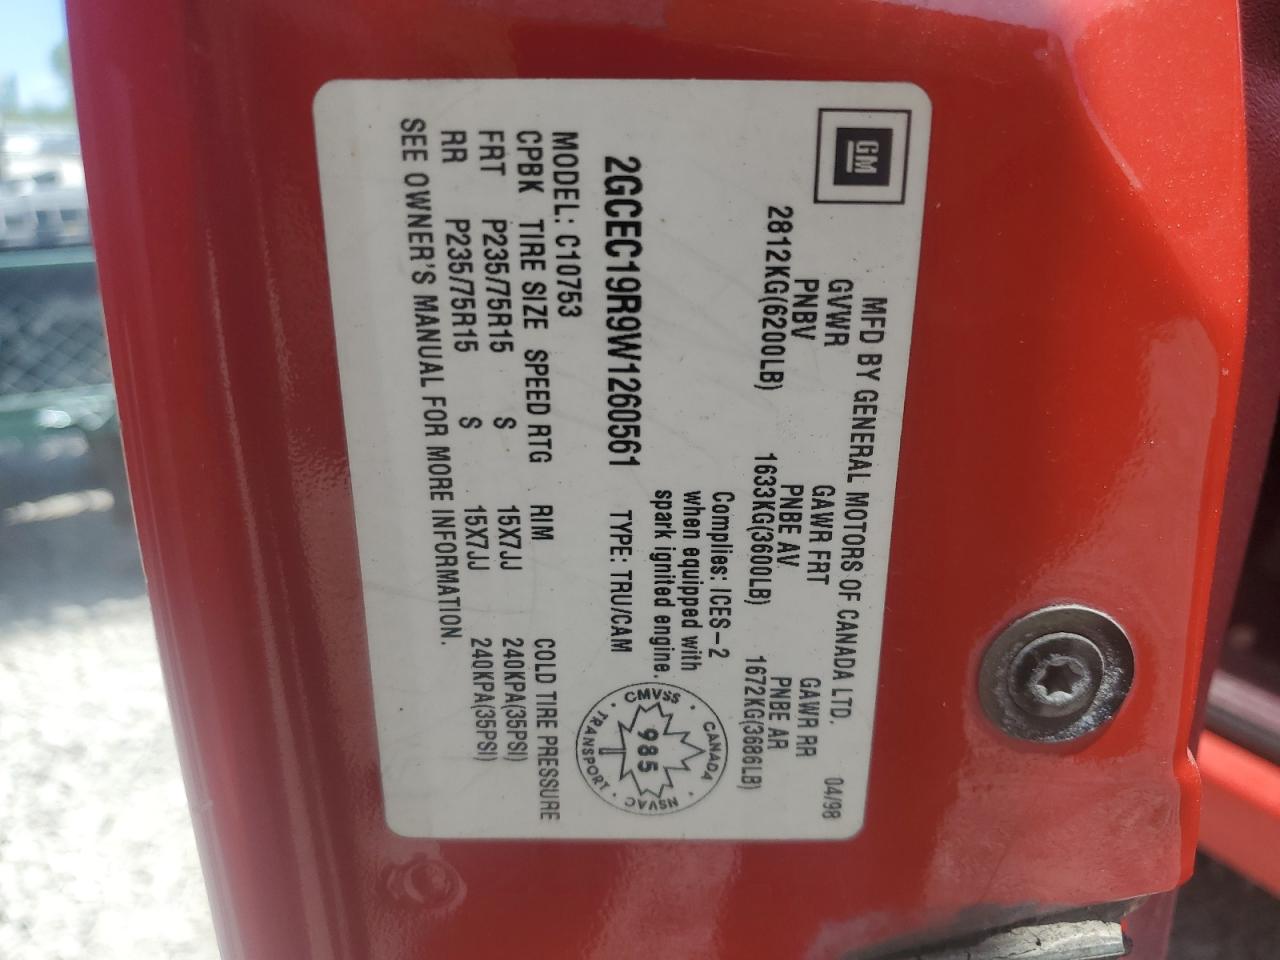 GM
MFD BY GENERAL MOTORS OF CANADA LTD. 04/98
GVWR GAWR FRT GAWR RR
PNBV PNBE AV PNBE AR
2812KG(6200LB) 1633KG(3600LB) 1672KG(3686LB)
Complies: ICES-2
when equipped with
spark ignited engine.
2GCEC19R9W1260561 TYPE: TRU/CAM
CMVSS · CANADA · NSVAC · TRANSPORT ·
985
MODEL: C10753
CPBK TIRE SIZE SPEED RTG RIM COLD TIRE PRESSURE
FRT P235/75R15 S 15X7JJ 240KPA(35PSI)
RR P235/75R15 S 15X7JJ 240KPA(35PSI)
SEE OWNER'S MANUAL FOR MORE INFORMATION.